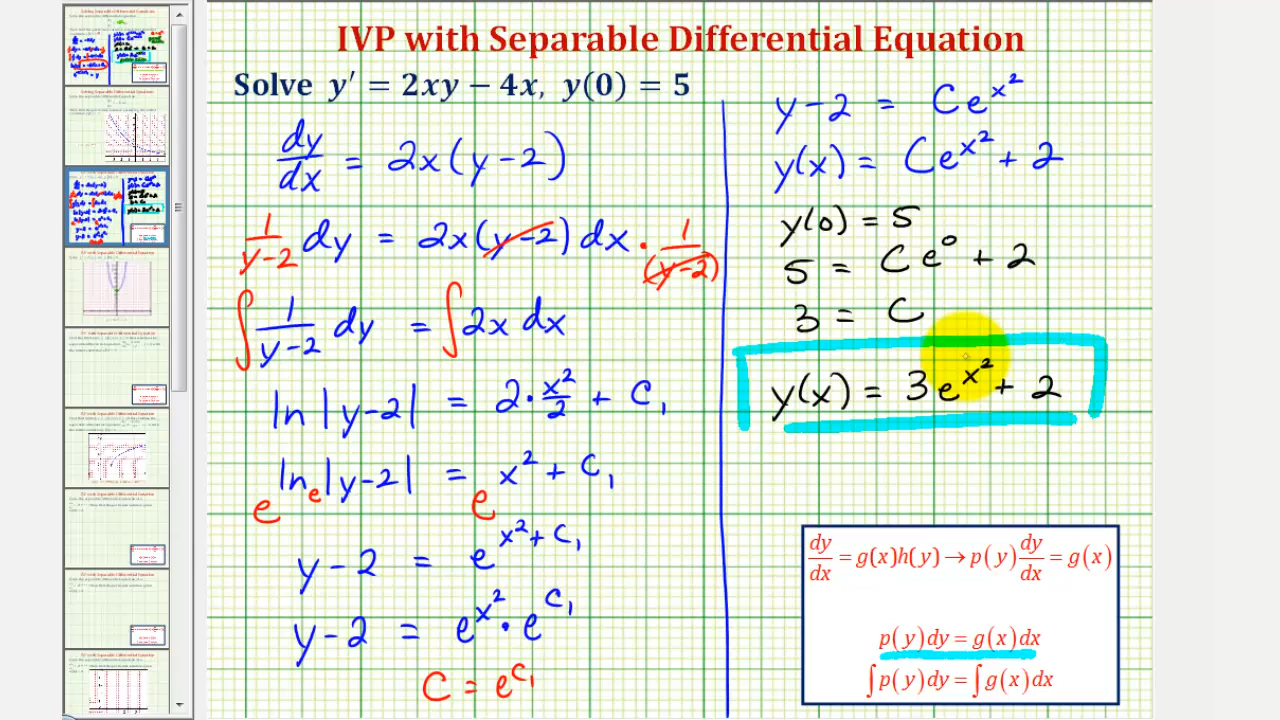 IVP with Separable Differential Equation
Solve y′ = 2xy − 4x, y(0) = 5
dy/dx = 2x(y−2)
1/(y−2) dy = 2x(y−2) dx · 1/(y−2)
∫ 1/(y−2) dy = ∫ 2x dx
ln|y−2| = 2 · x²/2 + C₁
ln|y−2| = x² + C₁
e e e
y−2 = e^(x²+C₁)
y−2 = e^(x²) · e^(C₁)
C = e^(C₁)
y−2 = Ce^(x²)
y(x) = Ce^(x²) + 2
y(0) = 5
5 = Ce⁰ + 2
3 = C
y(x) = 3e^(x²) + 2
dy/dx = g(x)h(y) → p(y) dy/dx = g(x)
p(y)dy = g(x)dx
∫p(y)dy = ∫g(x)dx